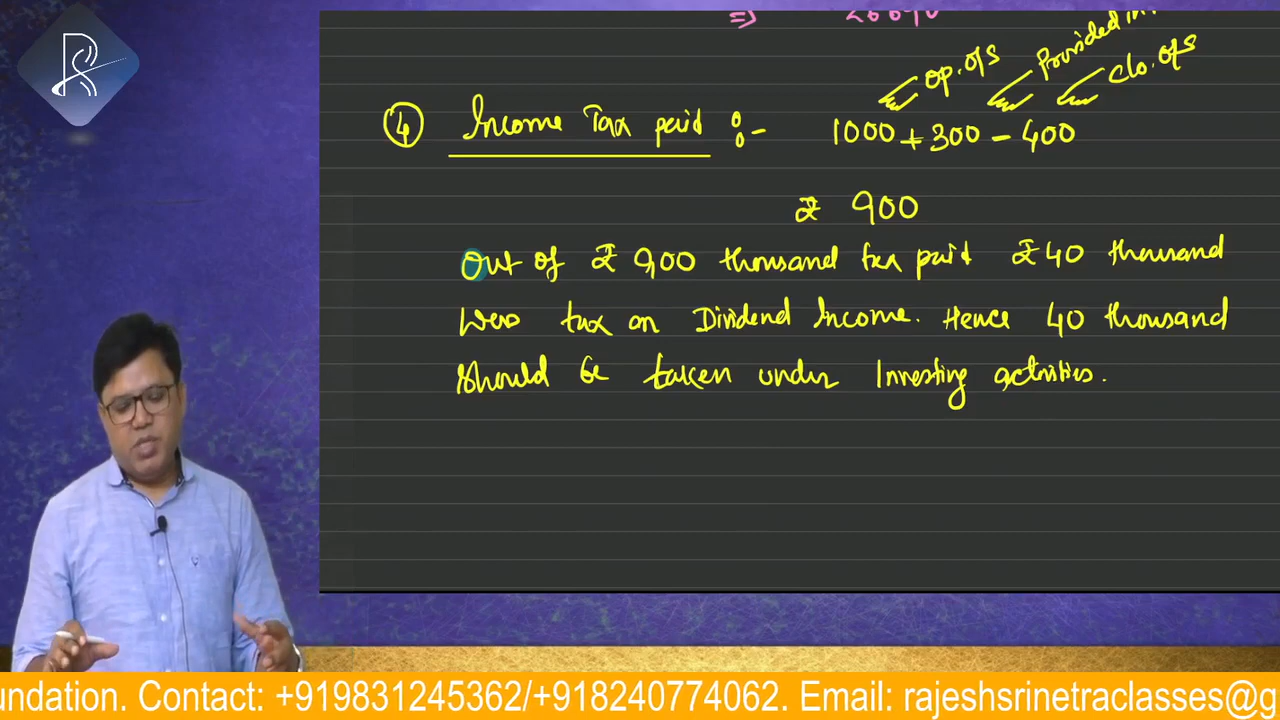 ⇒
Op. o/s Provided in
Clo. o/s
④ Income Tax paid :- 1000 + 300 - 400
₹ 900
Out of ₹ 900 thousand tax paid ₹ 40 thousand
were tax on Dividend Income. Hence 40 thousand
should be taken under Investing activities.
undation. Contact: +919831245362/+918240774062. Email: rajeshsrinetraclasses@g